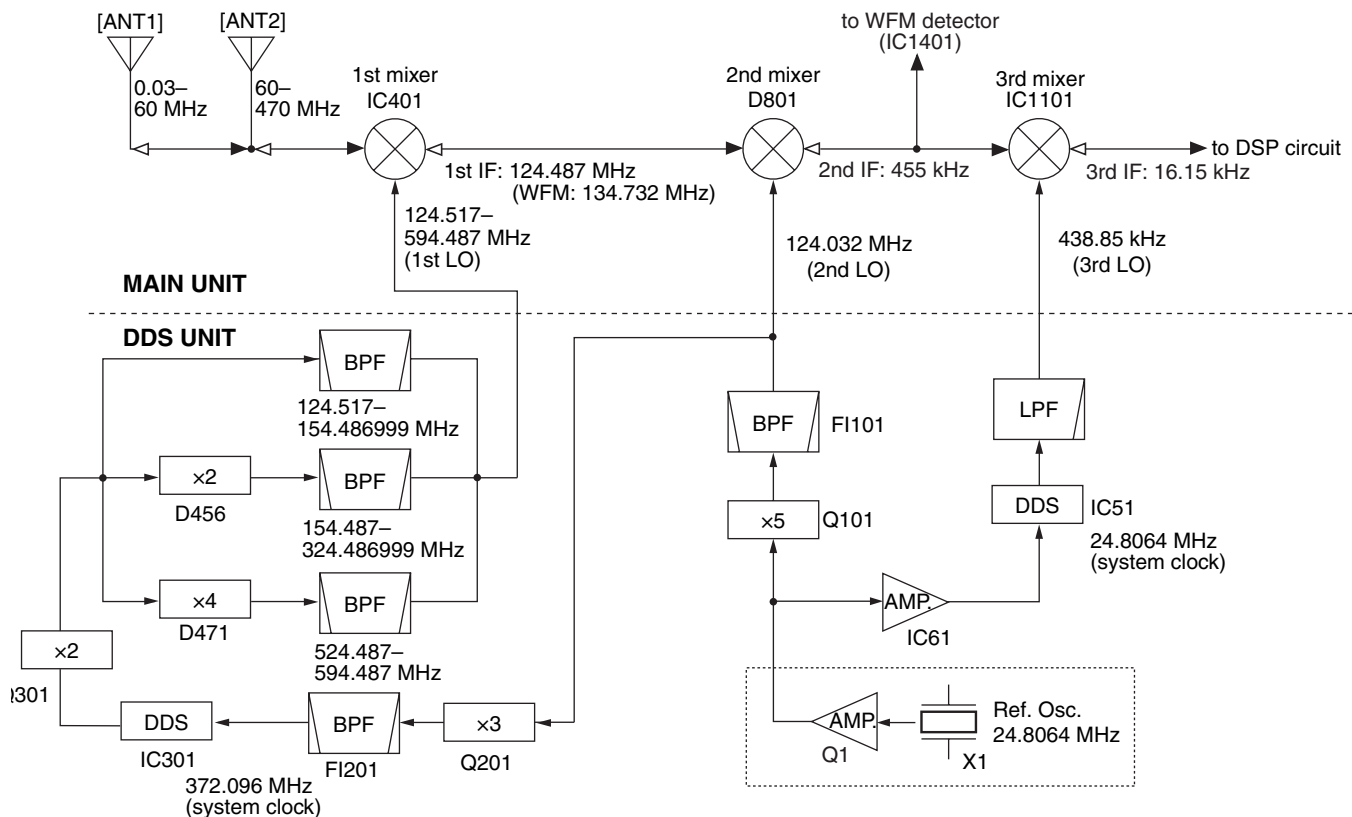 [ANT1]
[ANT2]
0.03–
60 MHz
60–
470 MHz
1st mixer
IC401
2nd mixer
D801
to WFM detector
(IC1401)
3rd mixer
IC1101
to DSP circuit
1st IF: 124.487 MHz
(WFM: 134.732 MHz)
2nd IF: 455 kHz
3rd IF: 16.15 kHz
124.517–
594.487 MHz
(1st LO)
124.032 MHz
(2nd LO)
438.85 kHz
(3rd LO)
MAIN UNIT
DDS UNIT
BPF
124.517–
154.486999 MHz
×2
D456
BPF
154.487–
324.486999 MHz
×4
D471
BPF
524.487–
594.487 MHz
×2
Q301
DDS
IC301
372.096 MHz
(system clock)
BPF
FI201
×3
Q201
BPF
FI101
×5
Q101
LPF
DDS
IC51
24.8064 MHz
(system clock)
AMP.
IC61
AMP.
Q1
Ref. Osc.
24.8064 MHz
X1